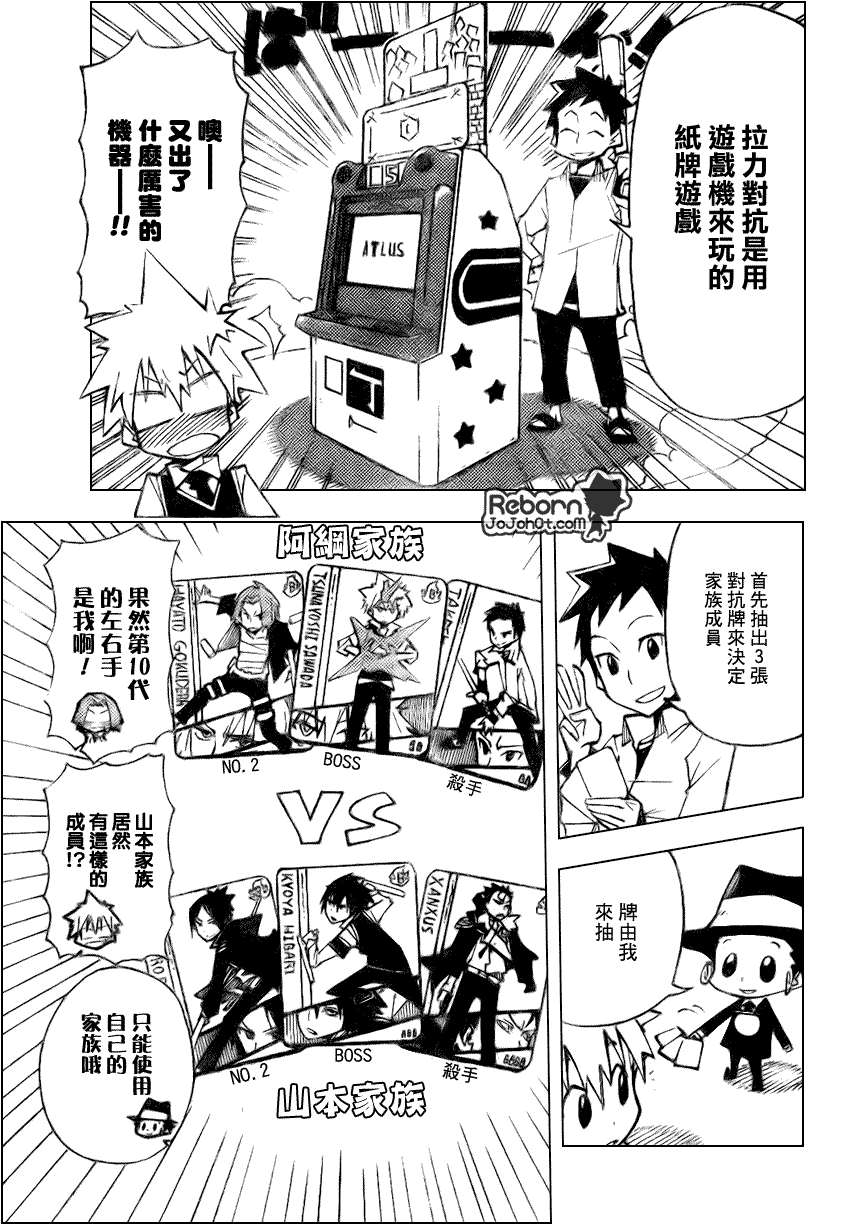 拉力對抗是用
遊戲機來玩的
紙牌遊戲
噢——
又出了
什麼厲害的
機器——!!
ATLUS
Reborn
JoJoHOt.com
首先抽出3張
對抗牌來決定
家族成員
牌由我
來抽
阿綱家族
HAYATO GOKUDERA
TSUNAYOSHI SAWADA
NO.2
BOSS
殺手
果然第10代
的左右手
是我啊!
VS
山本家族
居然
有這樣的
成員!?
KYOYA HIBARI
XANXUS
NO.2
BOSS
殺手
山本家族
只能使用
自己的
家族哦